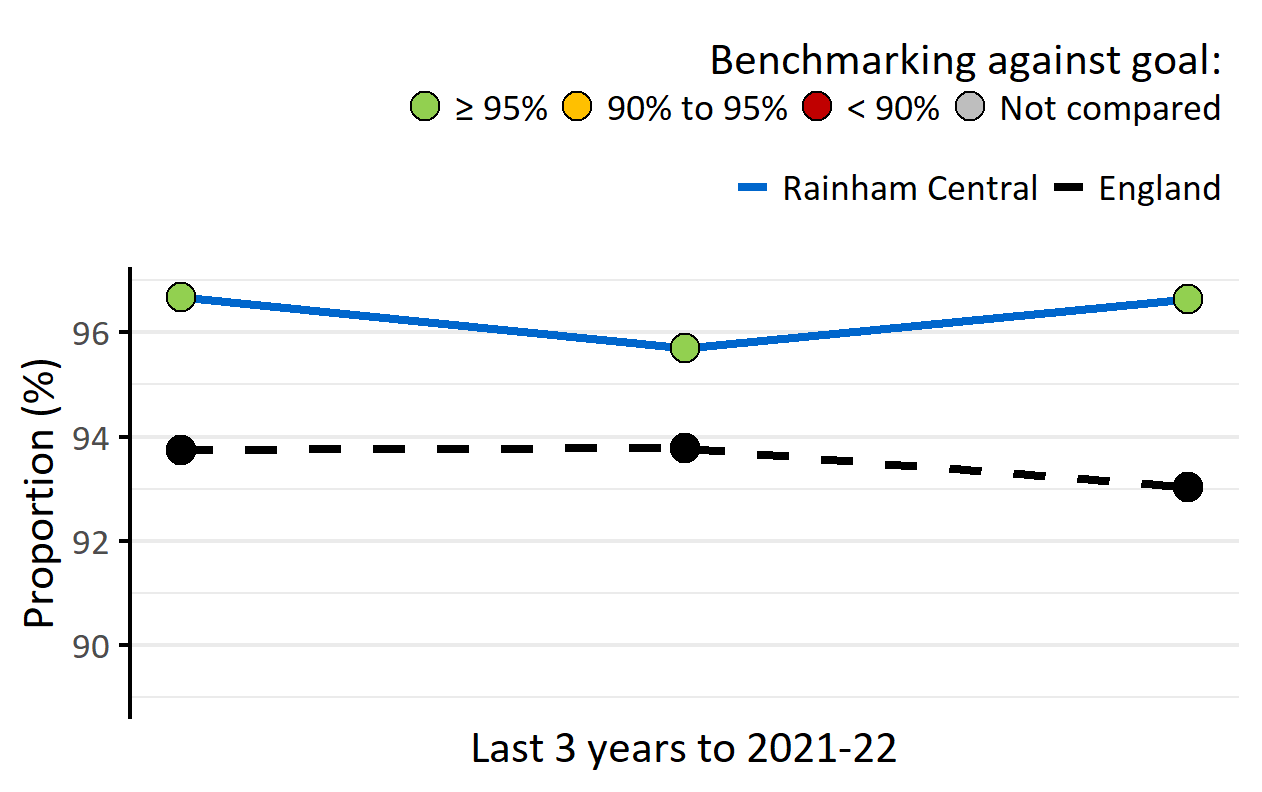 Benchmarking against goal:
≥ 95% 90% to 95% < 90% Not compared
Rainham Central England
96
94
92
90
Proportion (%)
Last 3 years to 2021-22